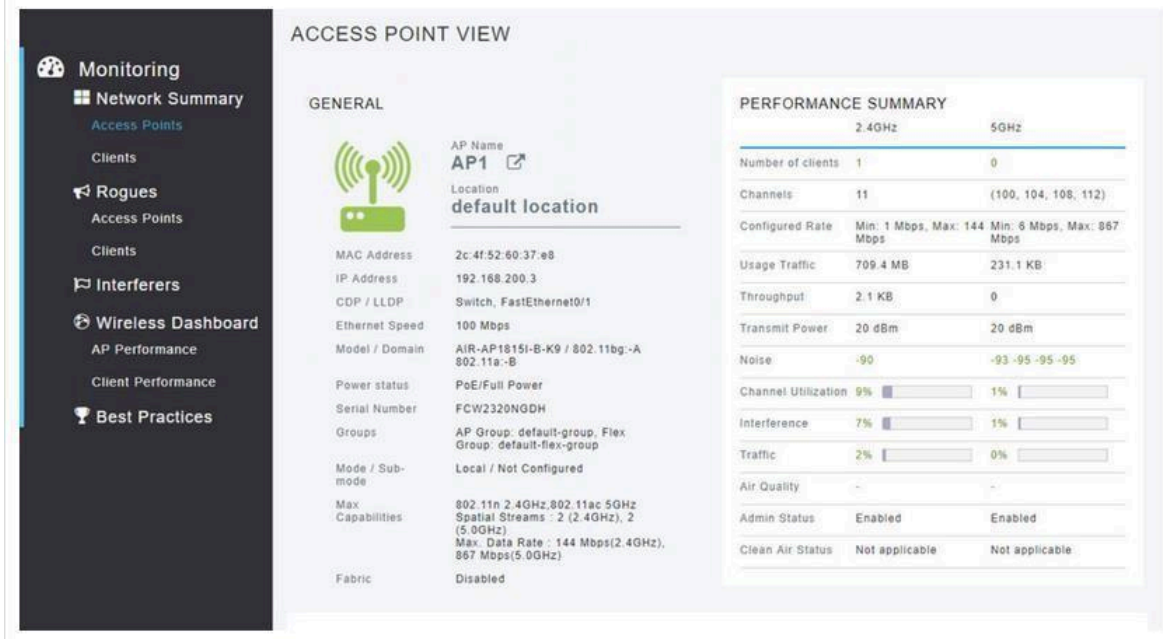 ACCESS POINT VIEW
Monitoring
Network Summary
Access Points
Clients
Rogues
Access Points
Clients
Interferers
Wireless Dashboard
AP Performance
Client Performance
Best Practices
GENERAL
AP Name
AP1
Location
default location
MAC Address 2c:4f:52:60:37:e8
IP Address 192.168.200.3
CDP / LLDP Switch, FastEthernet0/1
Ethernet Speed 100 Mbps
Model / Domain AIR-AP1815I-B-K9 / 802.11bg:-A
802.11a:-B
Power status PoE/Full Power
Serial Number FCW2320NGDH
Groups AP Group: default-group, Flex
Group: default-flex-group
Mode / Sub- Local / Not Configured
mode
Max 802.11n 2.4GHz,802.11ac 5GHz
Capabilities Spatial Streams : 2 (2.4GHz), 2
(5.0GHz)
Max. Data Rate : 144 Mbps(2.4GHz),
867 Mbps(5.0GHz)
Fabric Disabled
PERFORMANCE SUMMARY
2.4GHz 5GHz
Number of clients 1 0
Channels 11 (100, 104, 108, 112)
Configured Rate Min: 1 Mbps, Max: 144 Min: 6 Mbps, Max: 867
Mbps Mbps
Usage Traffic 709.4 MB 231.1 KB
Throughput 2.1 KB 0
Transmit Power 20 dBm 20 dBm
Noise -90 -93 -95 -95 -95
Channel Utilization 9% 1%
Interference 7% 1%
Traffic 2% 0%
Air Quality - -
Admin Status Enabled Enabled
Clean Air Status Not applicable Not applicable